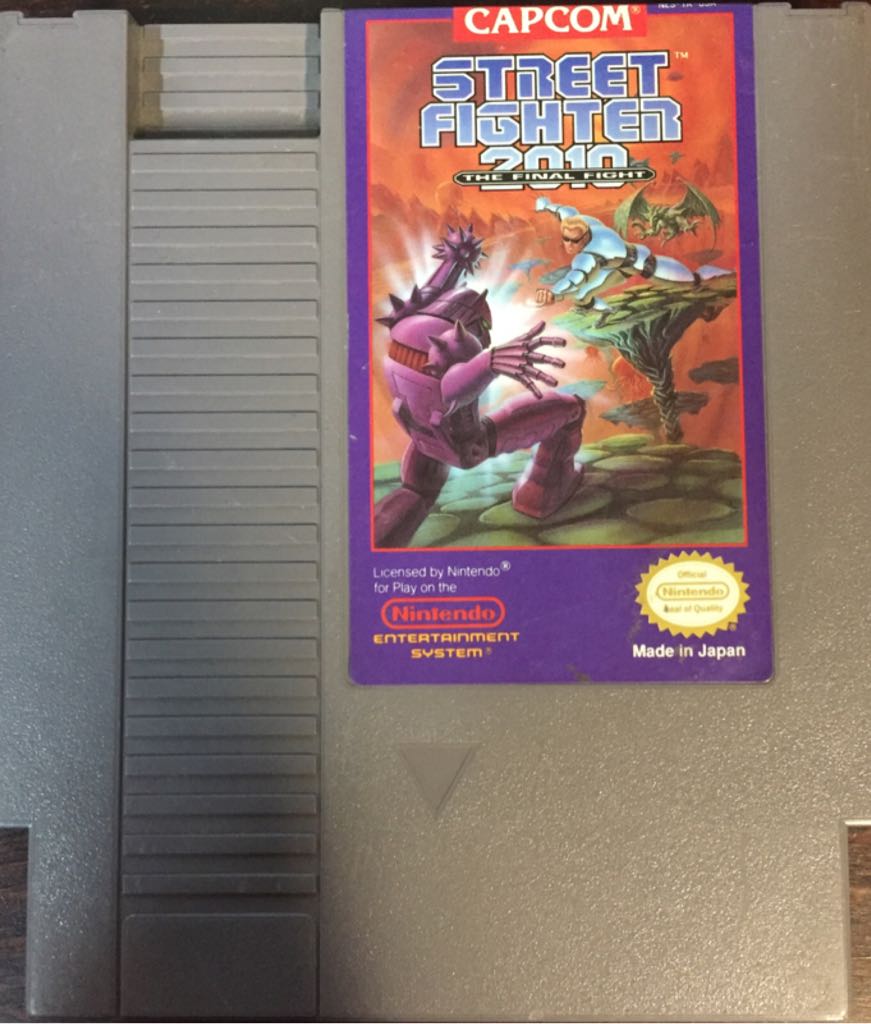 CAPCOM®
STREET™
FIGHTER
2010
THE FINAL FIGHT
Licensed by Nintendo®
for Play on the
Nintendo
ENTERTAINMENT
SYSTEM®
Official
Nintendo
Seal of Quality
®
Made in Japan